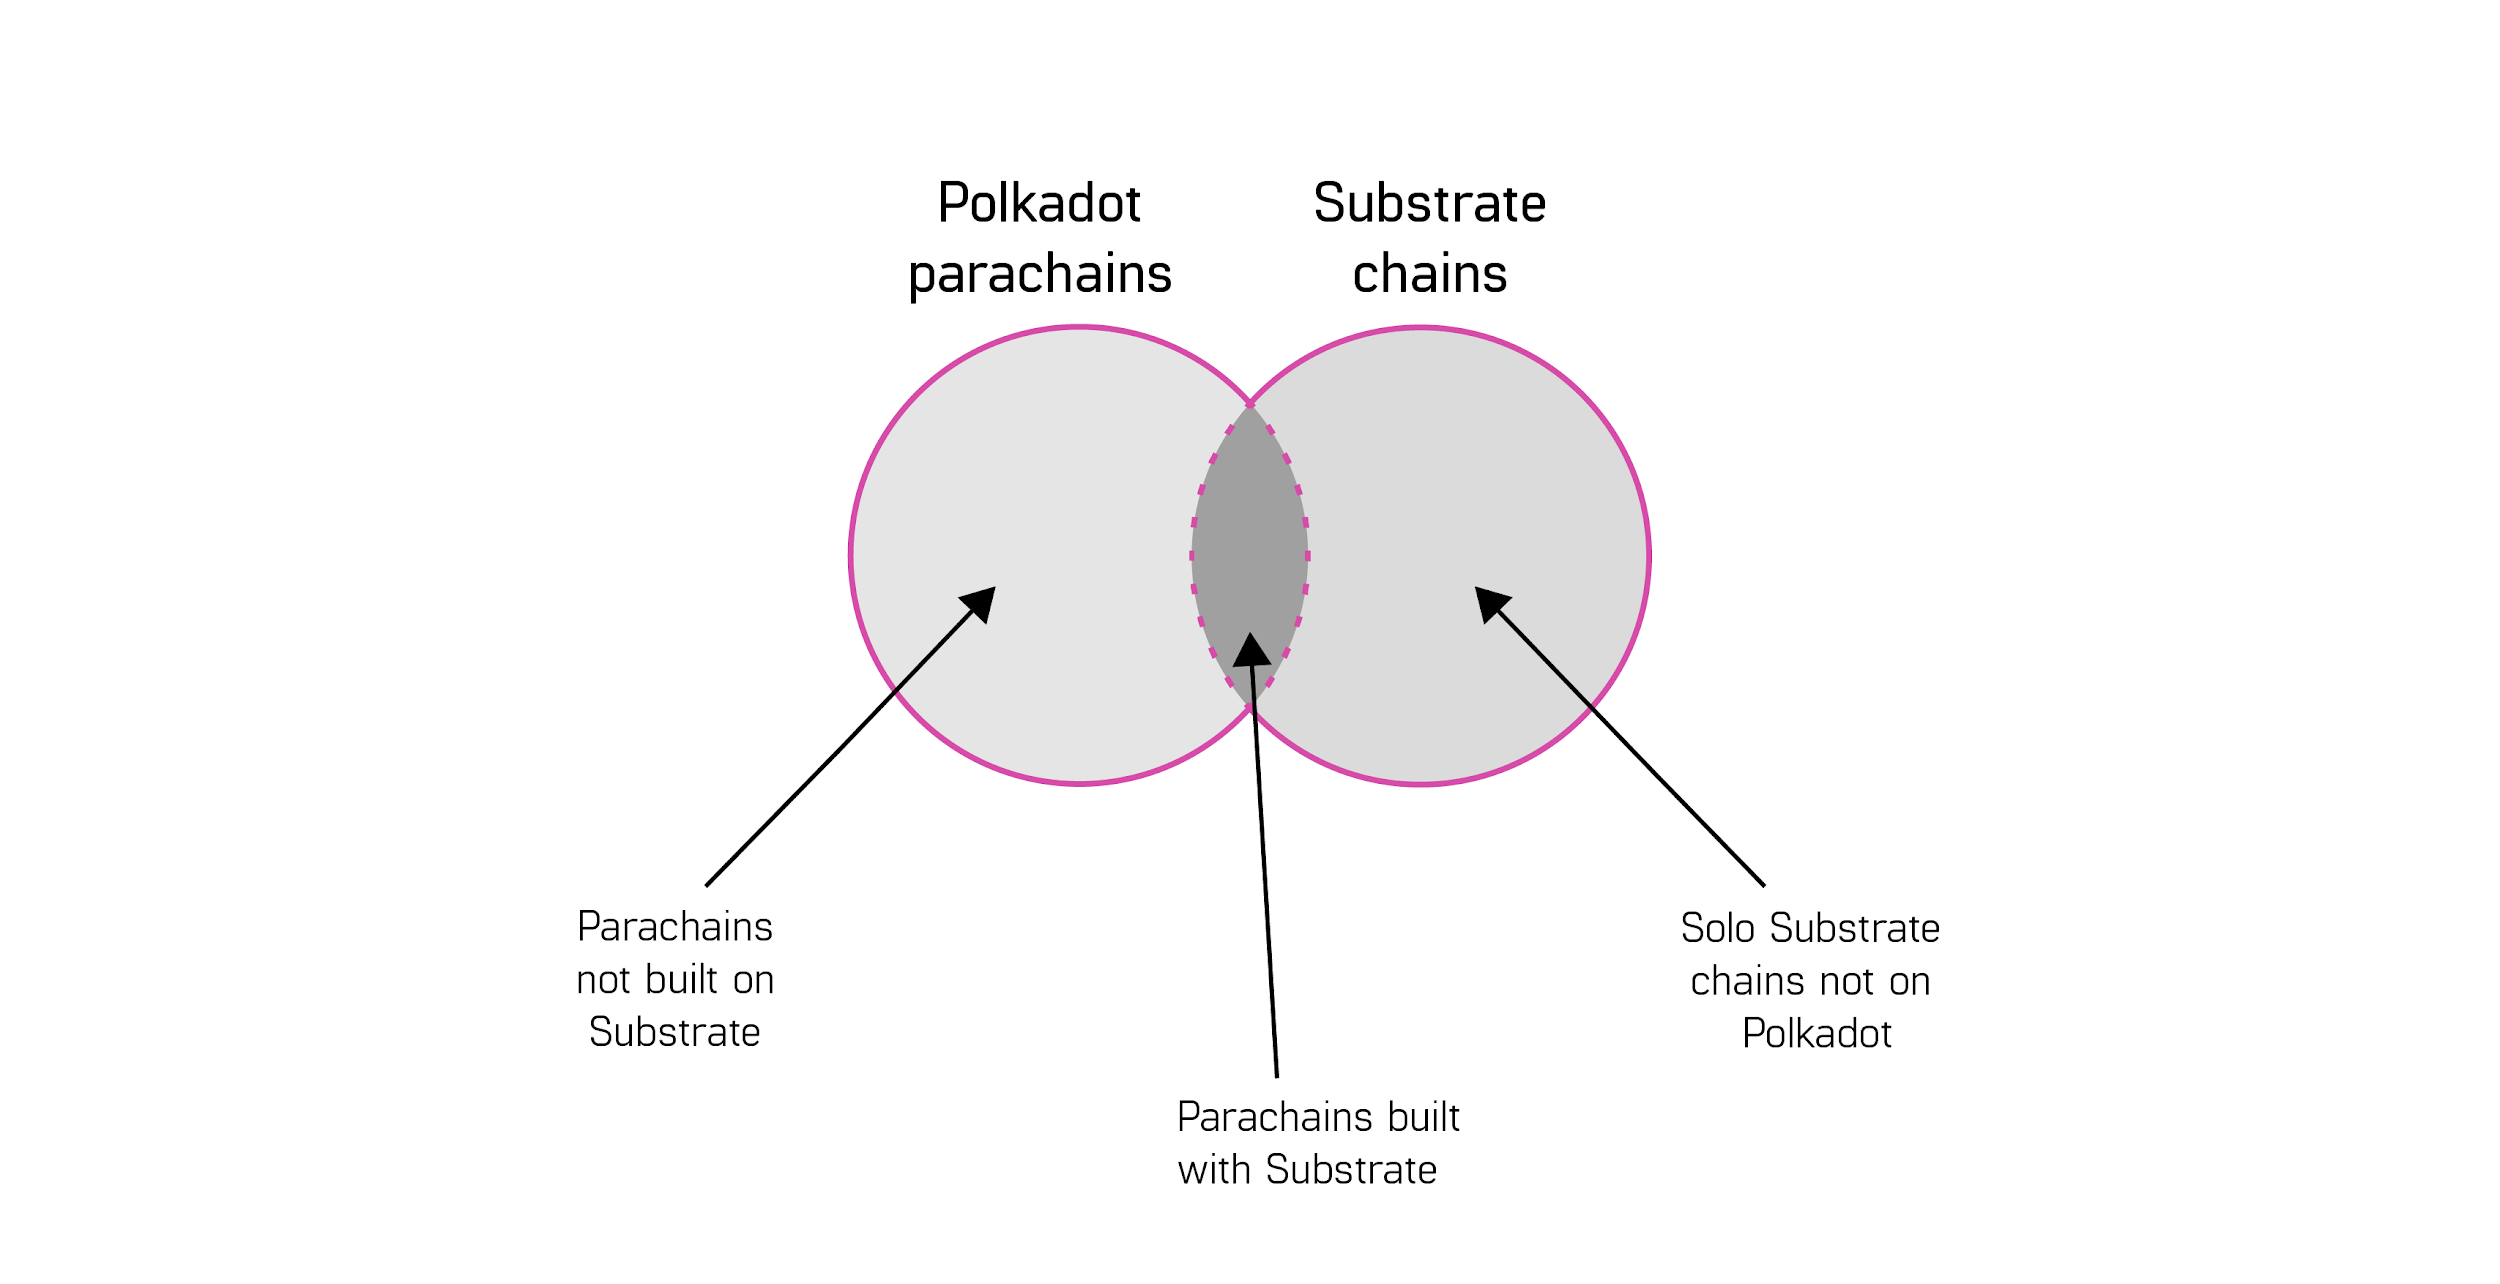 Polkadot
parachains
Substrate
chains
Parachains
not built on
Substrate
Parachains built
with Substrate
Solo Substrate
chains not on
Polkadot